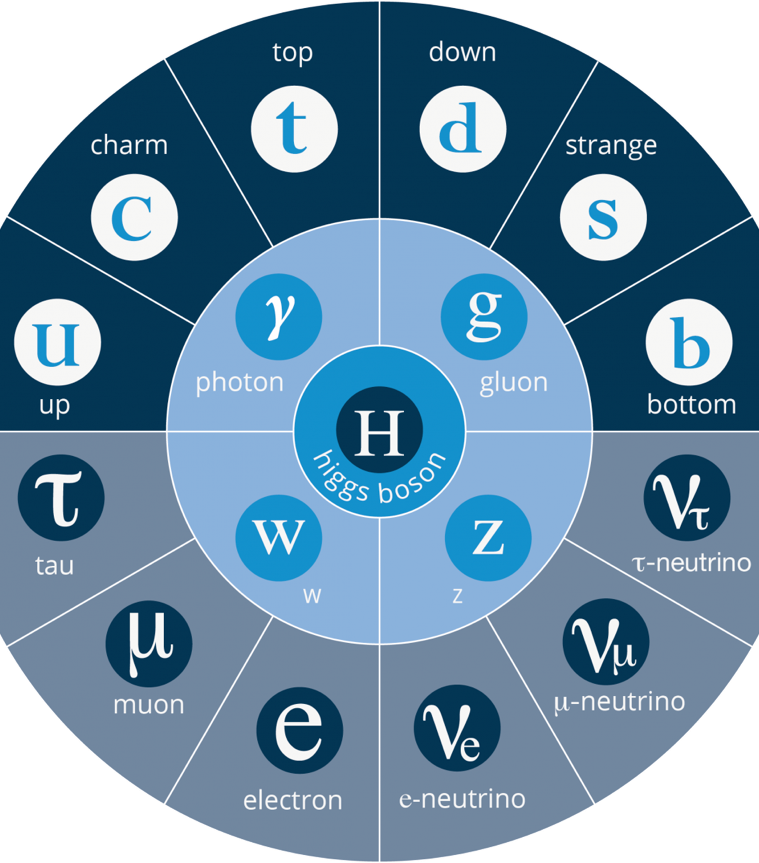 top
t
down
d
charm
c
strange
s
u
up
b
bottom
γ
photon
g
gluon
H
higgs boson
w
w
z
z
τ
tau
ντ
τ-neutrino
μ
muon
νμ
μ-neutrino
e
electron
νe
e-neutrino